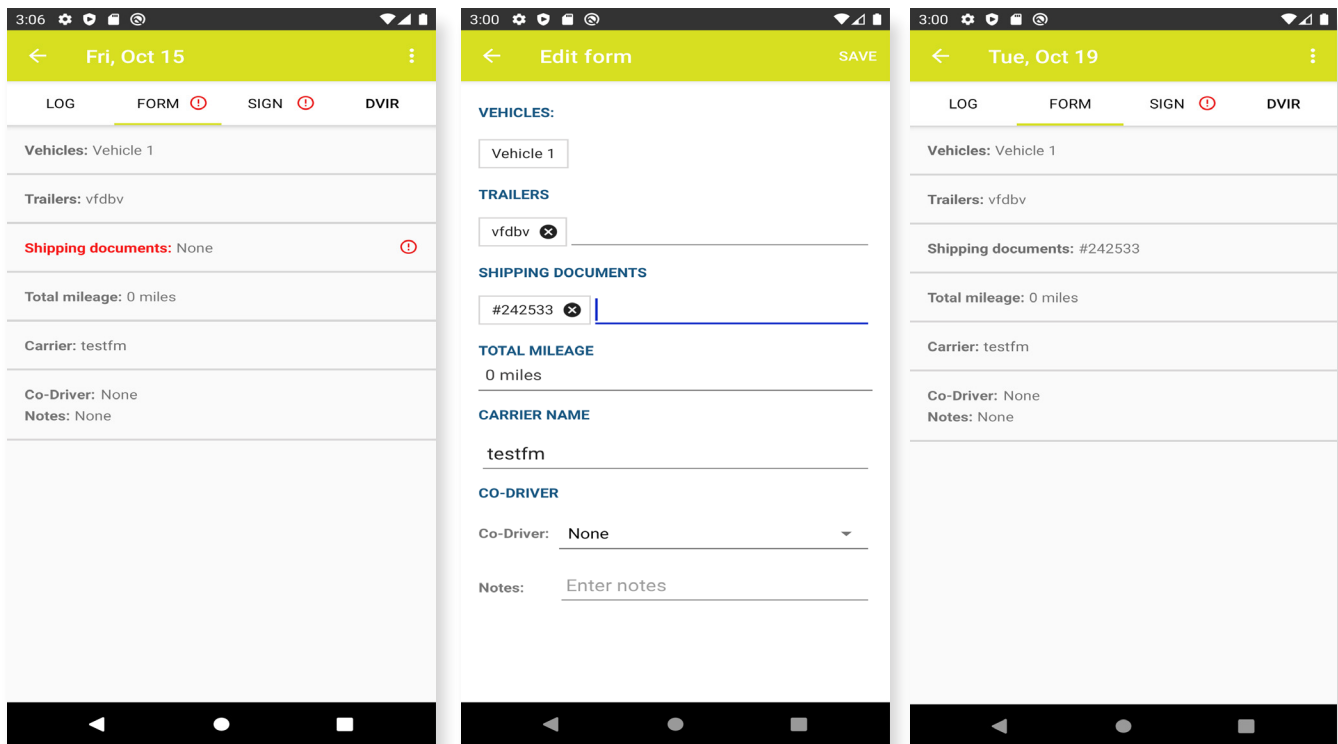 3:06
Fri, Oct 15
LOG FORM SIGN DVIR
Vehicles: Vehicle 1
Trailers: vfdbv
Shipping documents: None
Total mileage: 0 miles
Carrier: testfm
Co-Driver: None
Notes: None
3:00
Edit form SAVE
VEHICLES:
Vehicle 1
TRAILERS
vfdbv
SHIPPING DOCUMENTS
#242533
TOTAL MILEAGE
0 miles
CARRIER NAME
testfm
CO-DRIVER
Co-Driver: None
Notes: Enter notes
3:00
Tue, Oct 19
LOG FORM SIGN DVIR
Vehicles: Vehicle 1
Trailers: vfdbv
Shipping documents: #242533
Total mileage: 0 miles
Carrier: testfm
Co-Driver: None
Notes: None